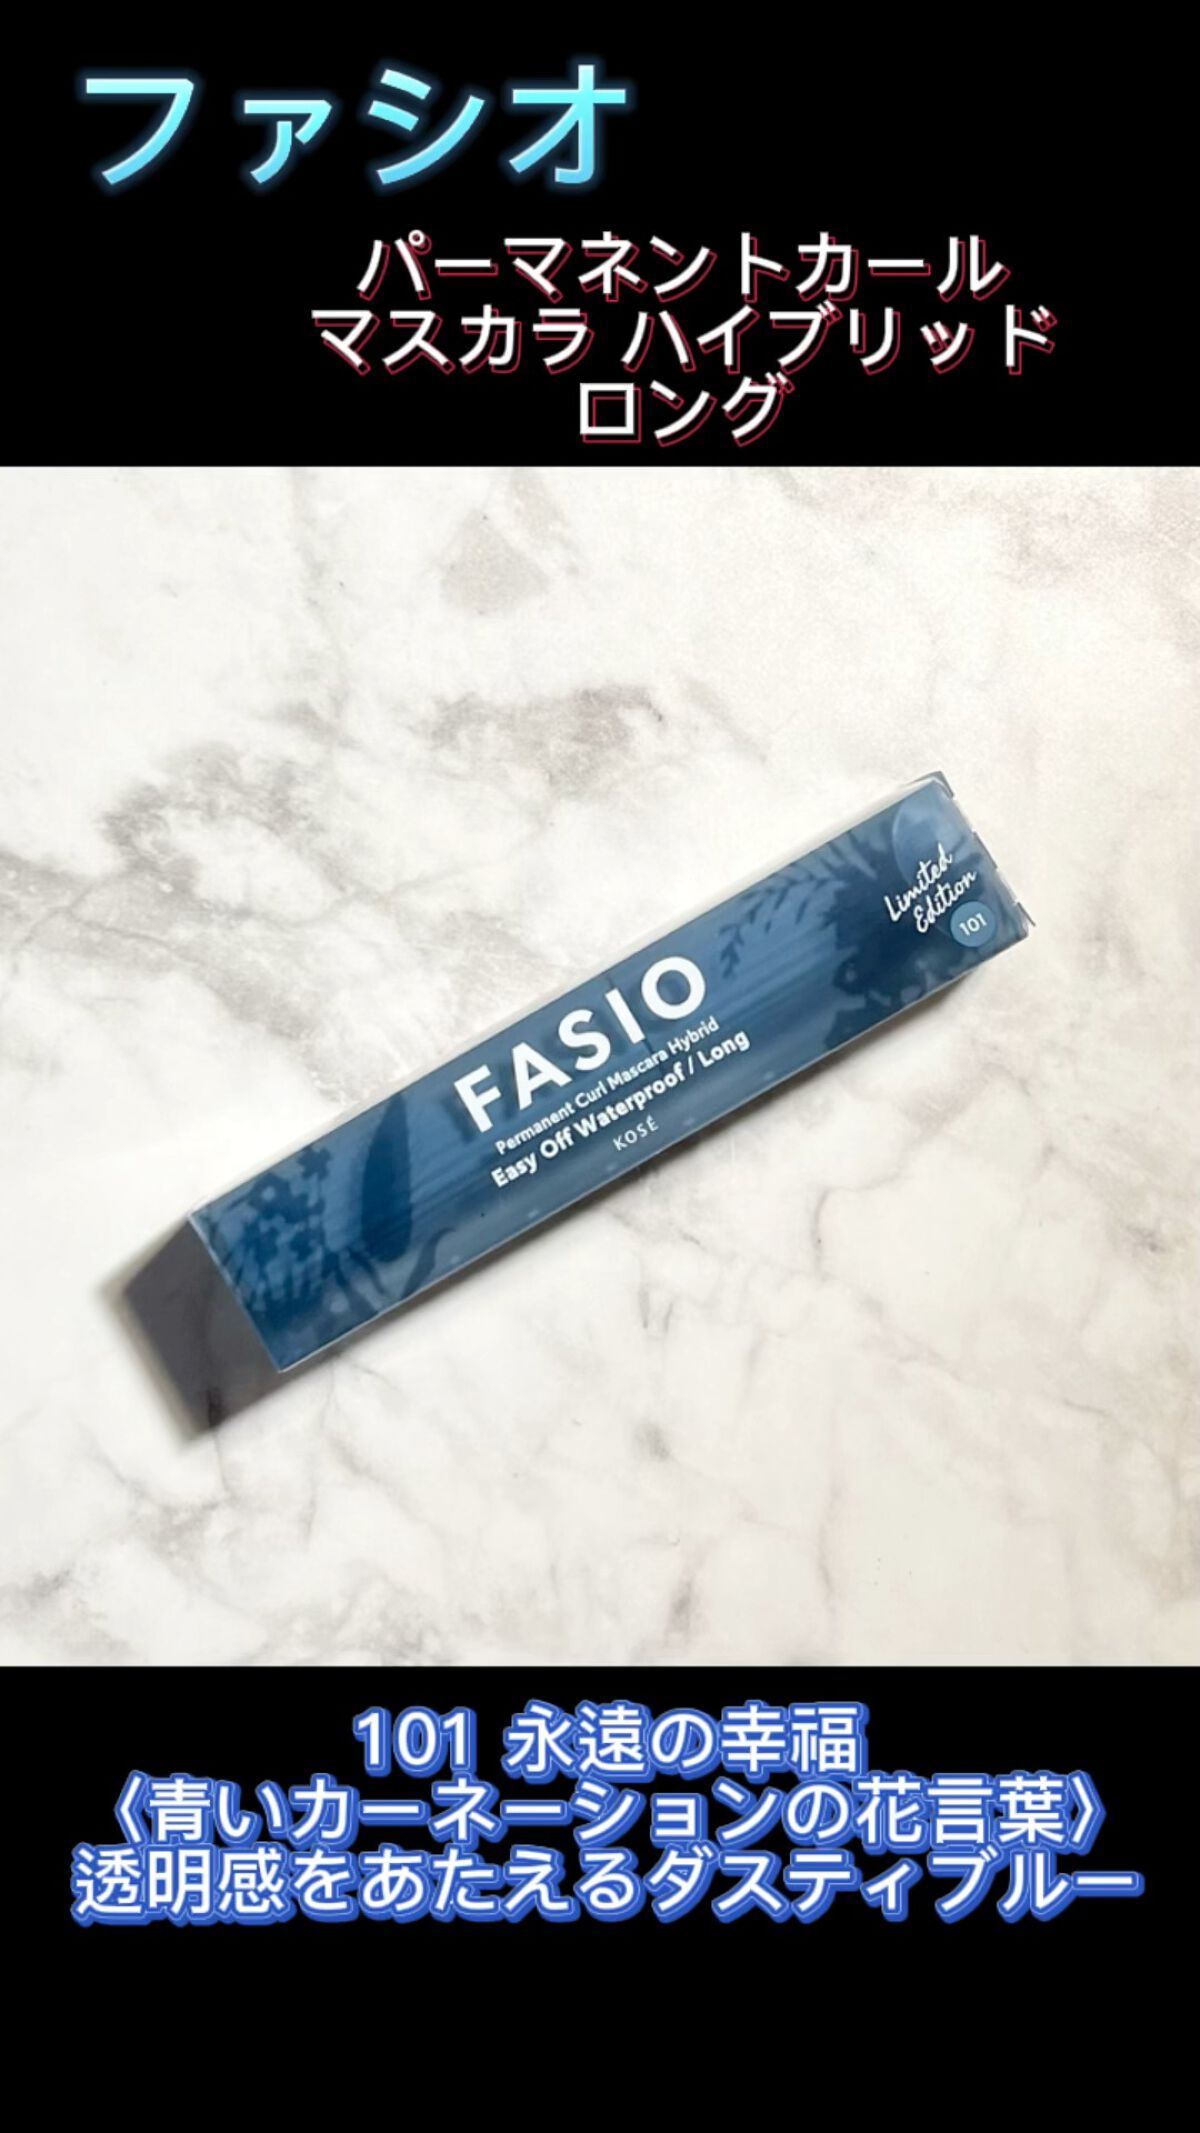 ファシオ
パーマネントカール
マスカラ ハイブリッド
ロング
Limited
Edition
101
FASIO
Permanent Curl Mascara Hybrid
Easy Off Waterproof / Long
KOSÉ
101 永遠の幸福
〈青いカーネーションの花言葉〉
透明感をあたえるダスティブルー